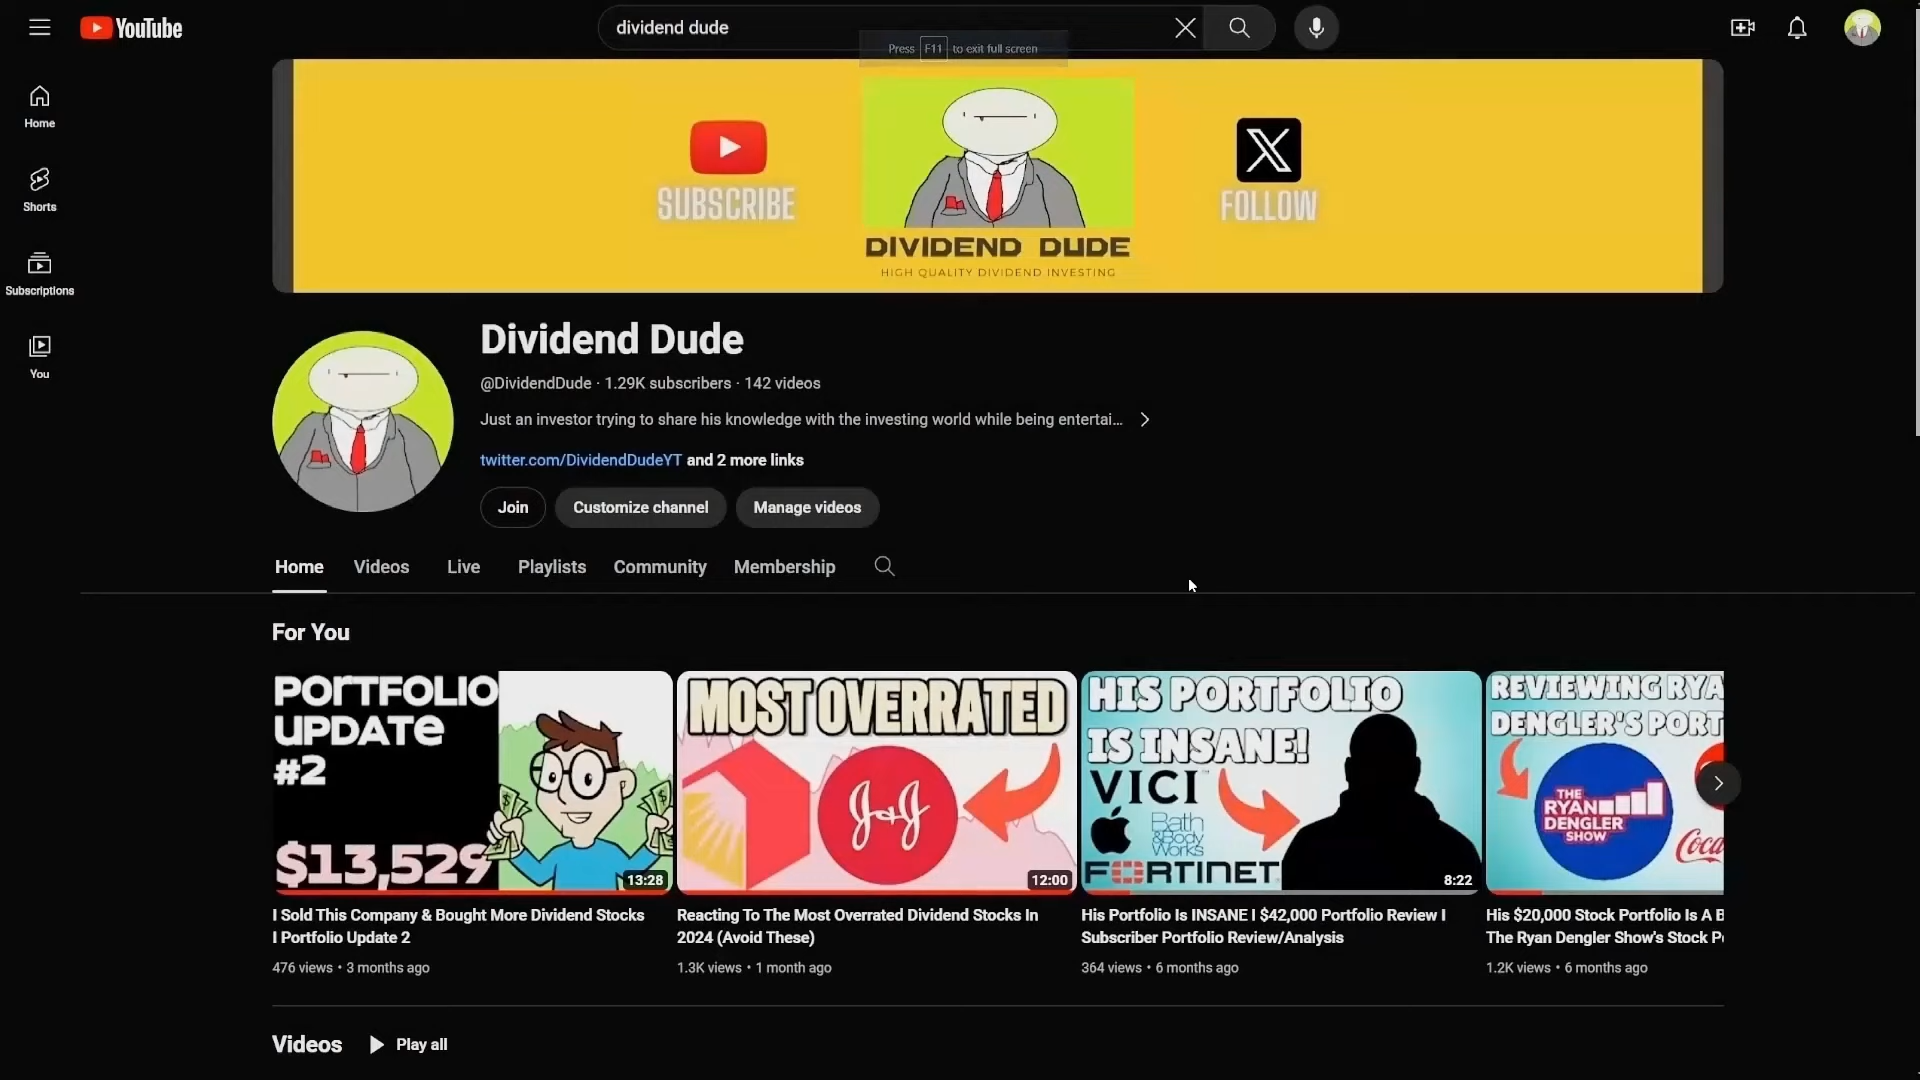 YouTube
dividend dude
Press F11 to exit full screen
Home
Shorts
Subscriptions
You
SUBSCRIBE
X
FOLLOW
DIVIDEND DUDE
HIGH QUALITY DIVIDEND INVESTING
Dividend Dude
@DividendDude · 1.29K subscribers · 142 videos
Just an investor trying to share his knowledge with the investing world while being entertai...
twitter.com/DividendDudeYT and 2 more links
Join
Customize channel
Manage videos
Home Videos Live Playlists Community Membership
For You
PORTFOLIO
UPDATE
#2
$13,529
13:28
I Sold This Company & Bought More Dividend Stocks
I Portfolio Update 2
476 views • 3 months ago
MOST OVERRATED
J&J
12:00
Reacting To The Most Overrated Dividend Stocks In
2024 (Avoid These)
1.3K views • 1 month ago
HIS PORTFOLIO
IS INSANE!
VICI
Bath
&Body
Works
FORTINET
8:22
His Portfolio Is INSANE I $42,000 Portfolio Review I
Subscriber Portfolio Review/Analysis
364 views • 6 months ago
REVIEWING RYA
DENGLER'S PORT
THE
RYAN
DENGLER
SHOW
Coca
His $20,000 Stock Portfolio Is A B
The Ryan Dengler Show's Stock P
1.2K views • 6 months ago
Videos
Play all